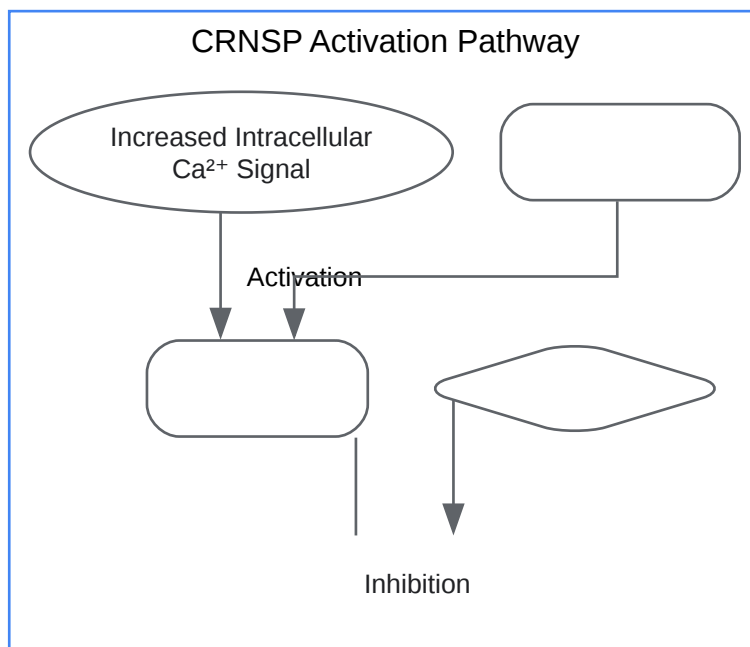 CRNSP Activation Pathway
Increased Intracellular
Ca²⁺ Signal
Activation
Inhibition